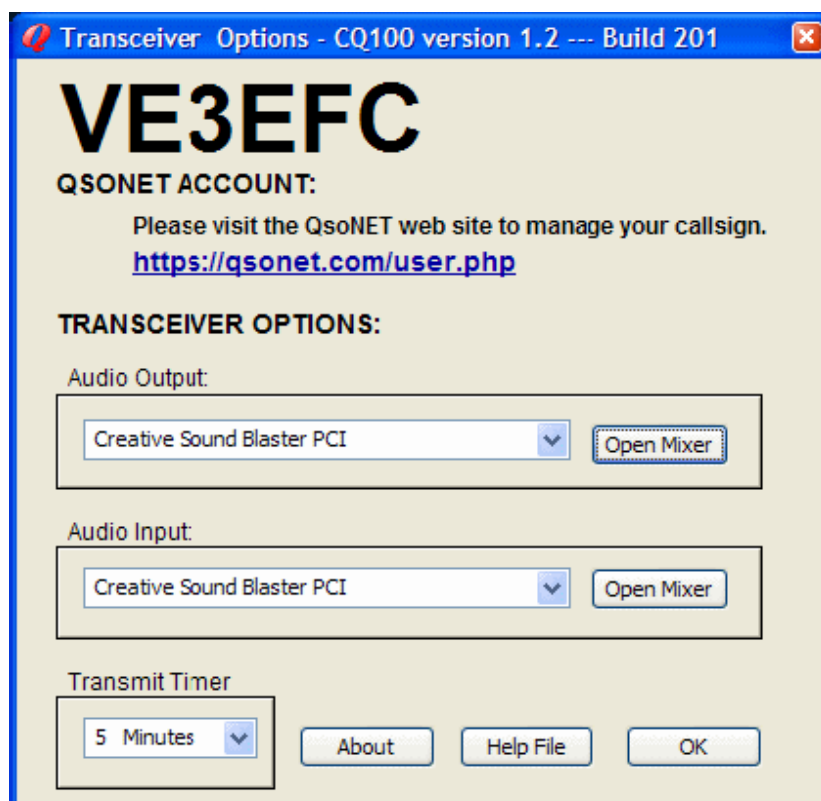 Transceiver Options - CQ100 version 1.2 --- Build 201
VE3EFC
QSONET ACCOUNT:
Please visit the QsoNET web site to manage your callsign.
https://qsonet.com/user.php
TRANSCEIVER OPTIONS:
Audio Output:
Creative Sound Blaster PCI
Open Mixer
Audio Input:
Creative Sound Blaster PCI
Open Mixer
Transmit Timer
5 Minutes
About
Help File
OK